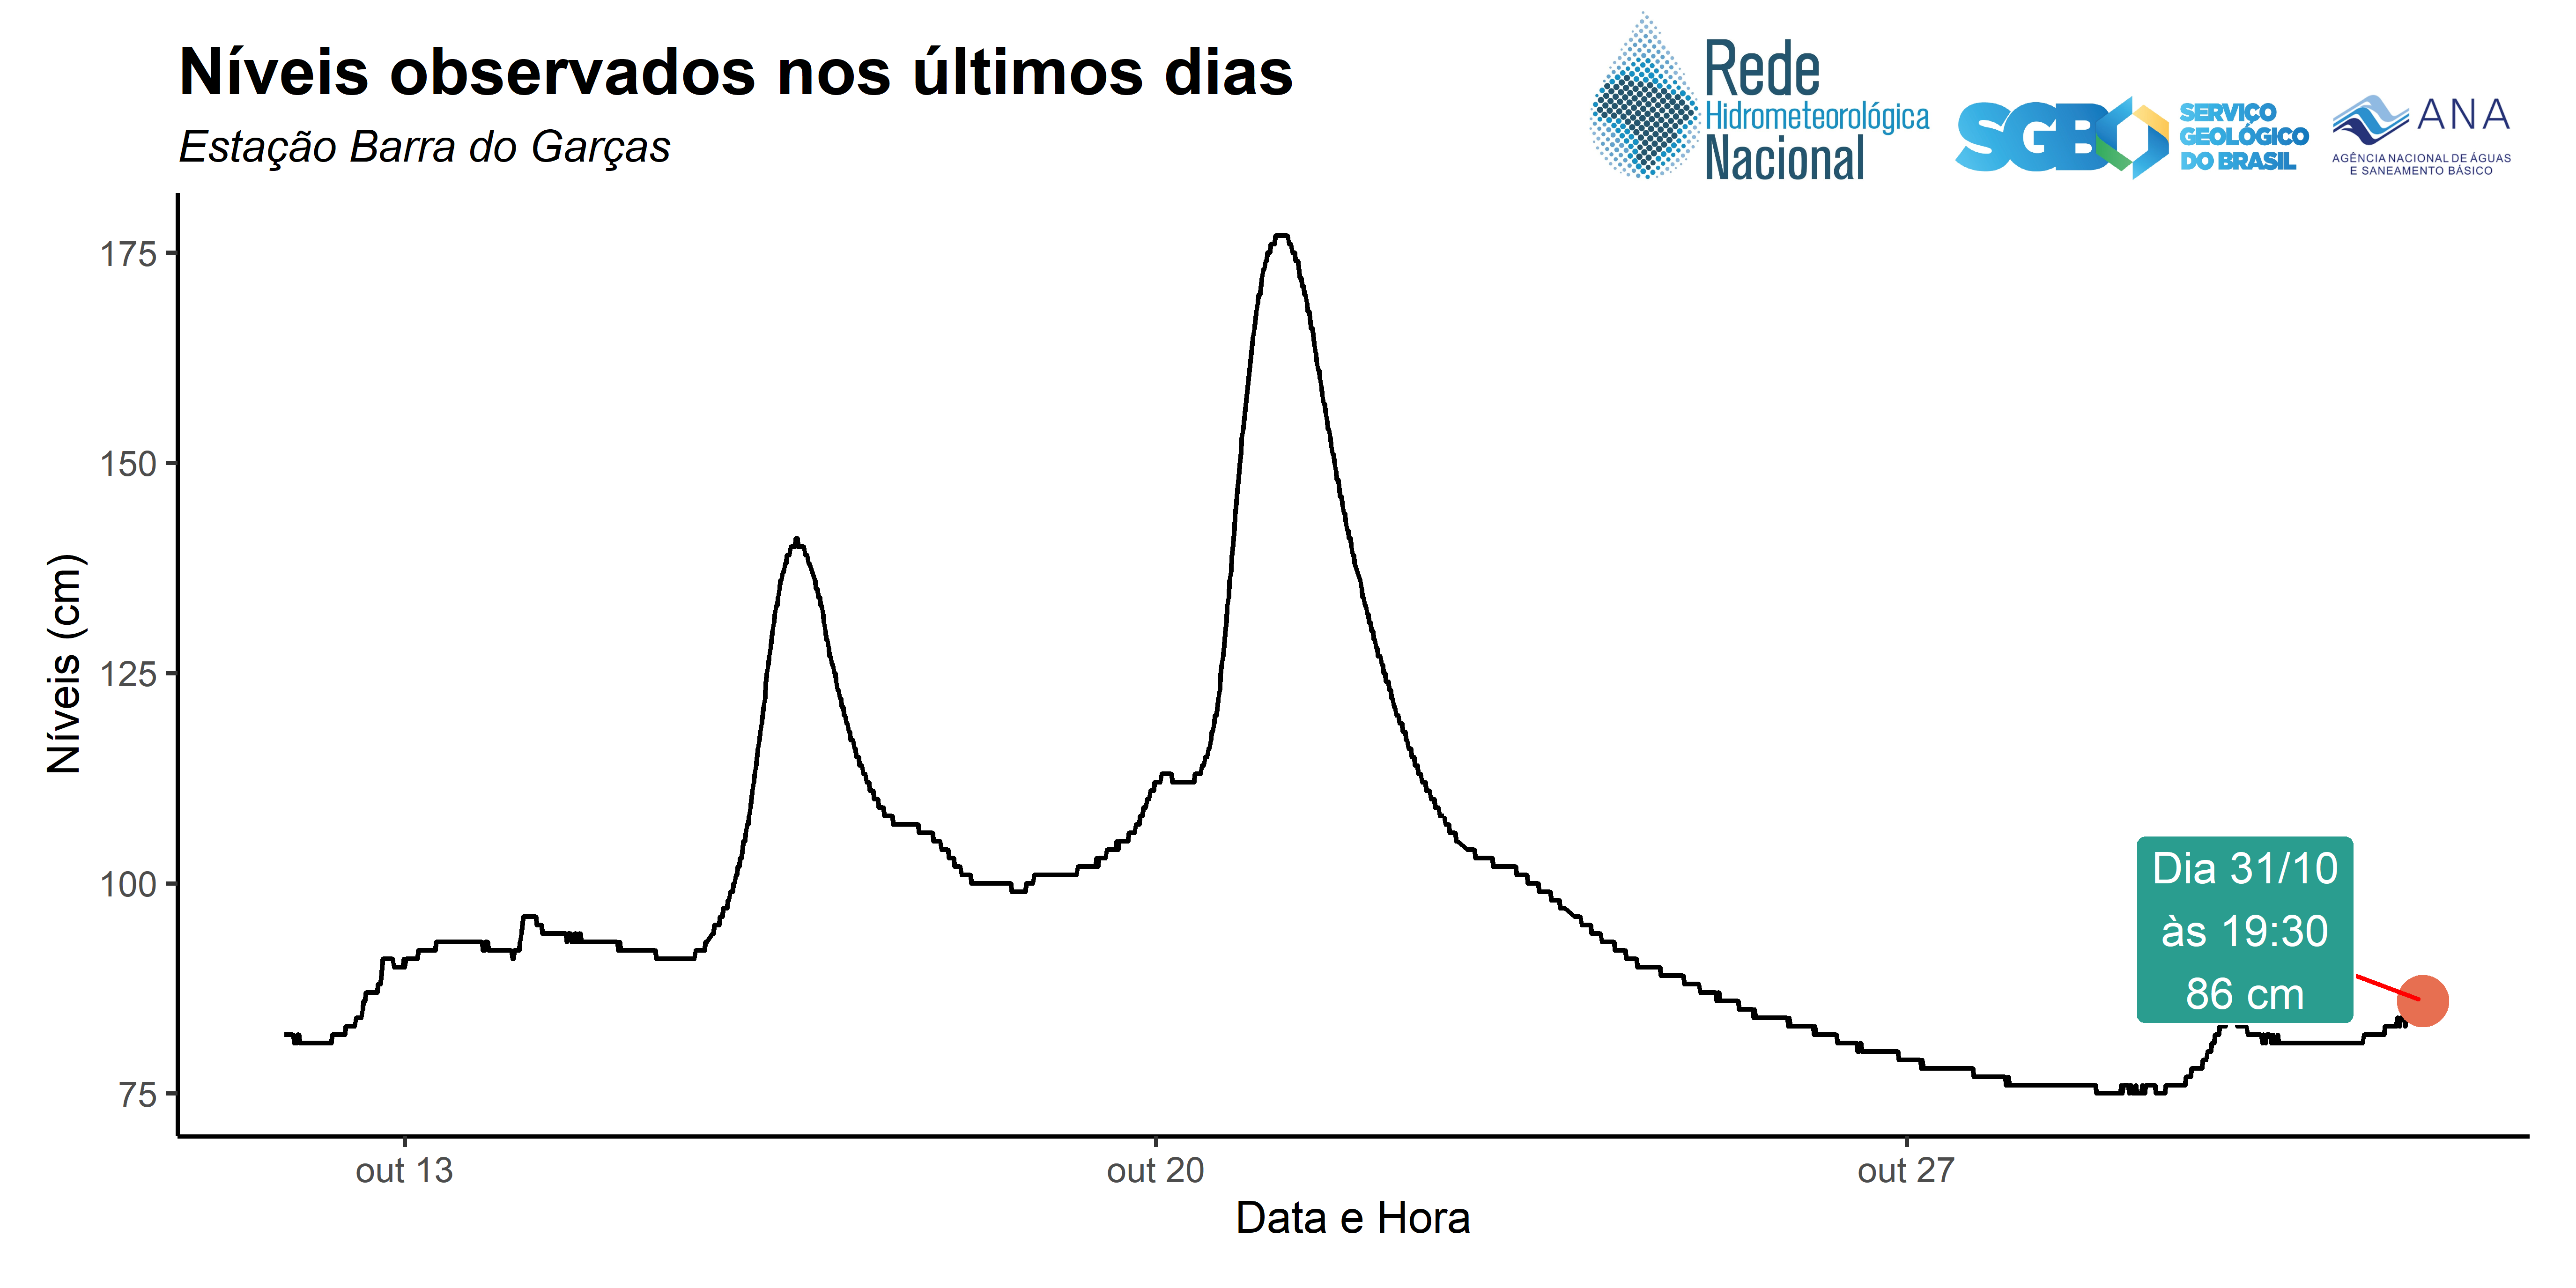 Níveis observados nos últimos dias
Estação Barra do Garças
Rede
Hidrometeorológica
Nacional
SGB
SERVIÇO
GEOLÓGICO
DO BRASIL
ANA
AGÊNCIA NACIONAL DE ÁGUAS
E SANEAMENTO BÁSICO
Níveis (cm)
175
150
125
100
75
Dia 31/10
às 19:30
86 cm
out 13
out 20
out 27
Data e Hora